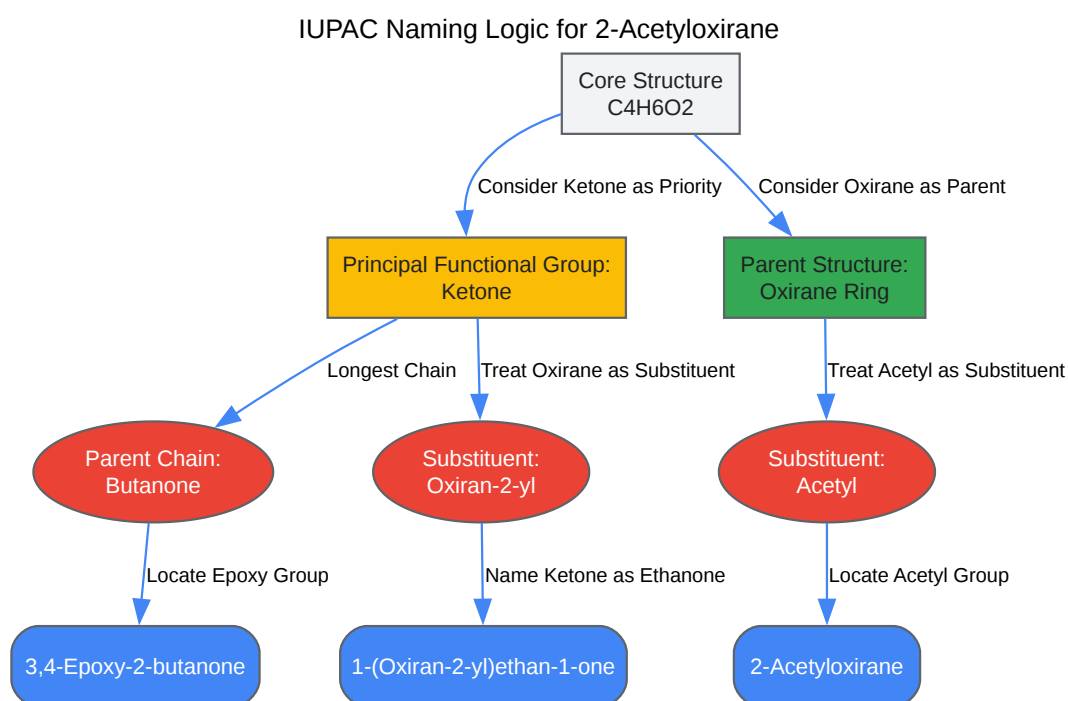 IUPAC Naming Logic for 2-Acetyloxirane
Core Structure
C4H6O2
Consider Ketone as Priority
Consider Oxirane as Parent
Principal Functional Group:
Ketone
Parent Structure:
Oxirane Ring
Longest Chain
Treat Oxirane as Substituent
Treat Acetyl as Substituent
Parent Chain:
Butanone
Substituent:
Oxiran-2-yl
Substituent:
Acetyl
Locate Epoxy Group
Name Ketone as Ethanone
Locate Acetyl Group
3,4-Epoxy-2-butanone
1-(Oxiran-2-yl)ethan-1-one
2-Acetyloxirane